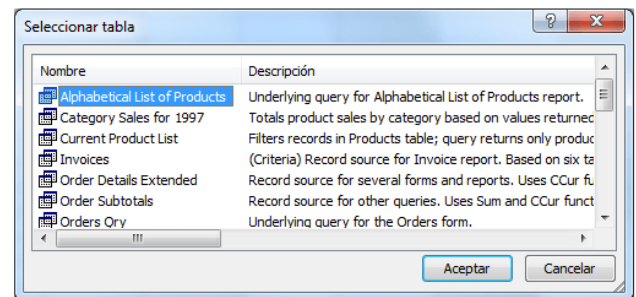 Seleccionar tabla
Nombre Descripción
Alphabetical List of Products Underlying query for Alphabetical List of Products report.
Category Sales for 1997 Totals product sales by category based on values returned
Current Product List Filters records in Products table; query returns only produc
Invoices (Criteria) Record source for Invoice report. Based on six ta
Order Details Extended Record source for several forms and reports. Uses CCur fu
Order Subtotals Record source for other queries. Uses Sum and CCur funct
Orders Qry Underlying query for the Orders form.
Aceptar Cancelar